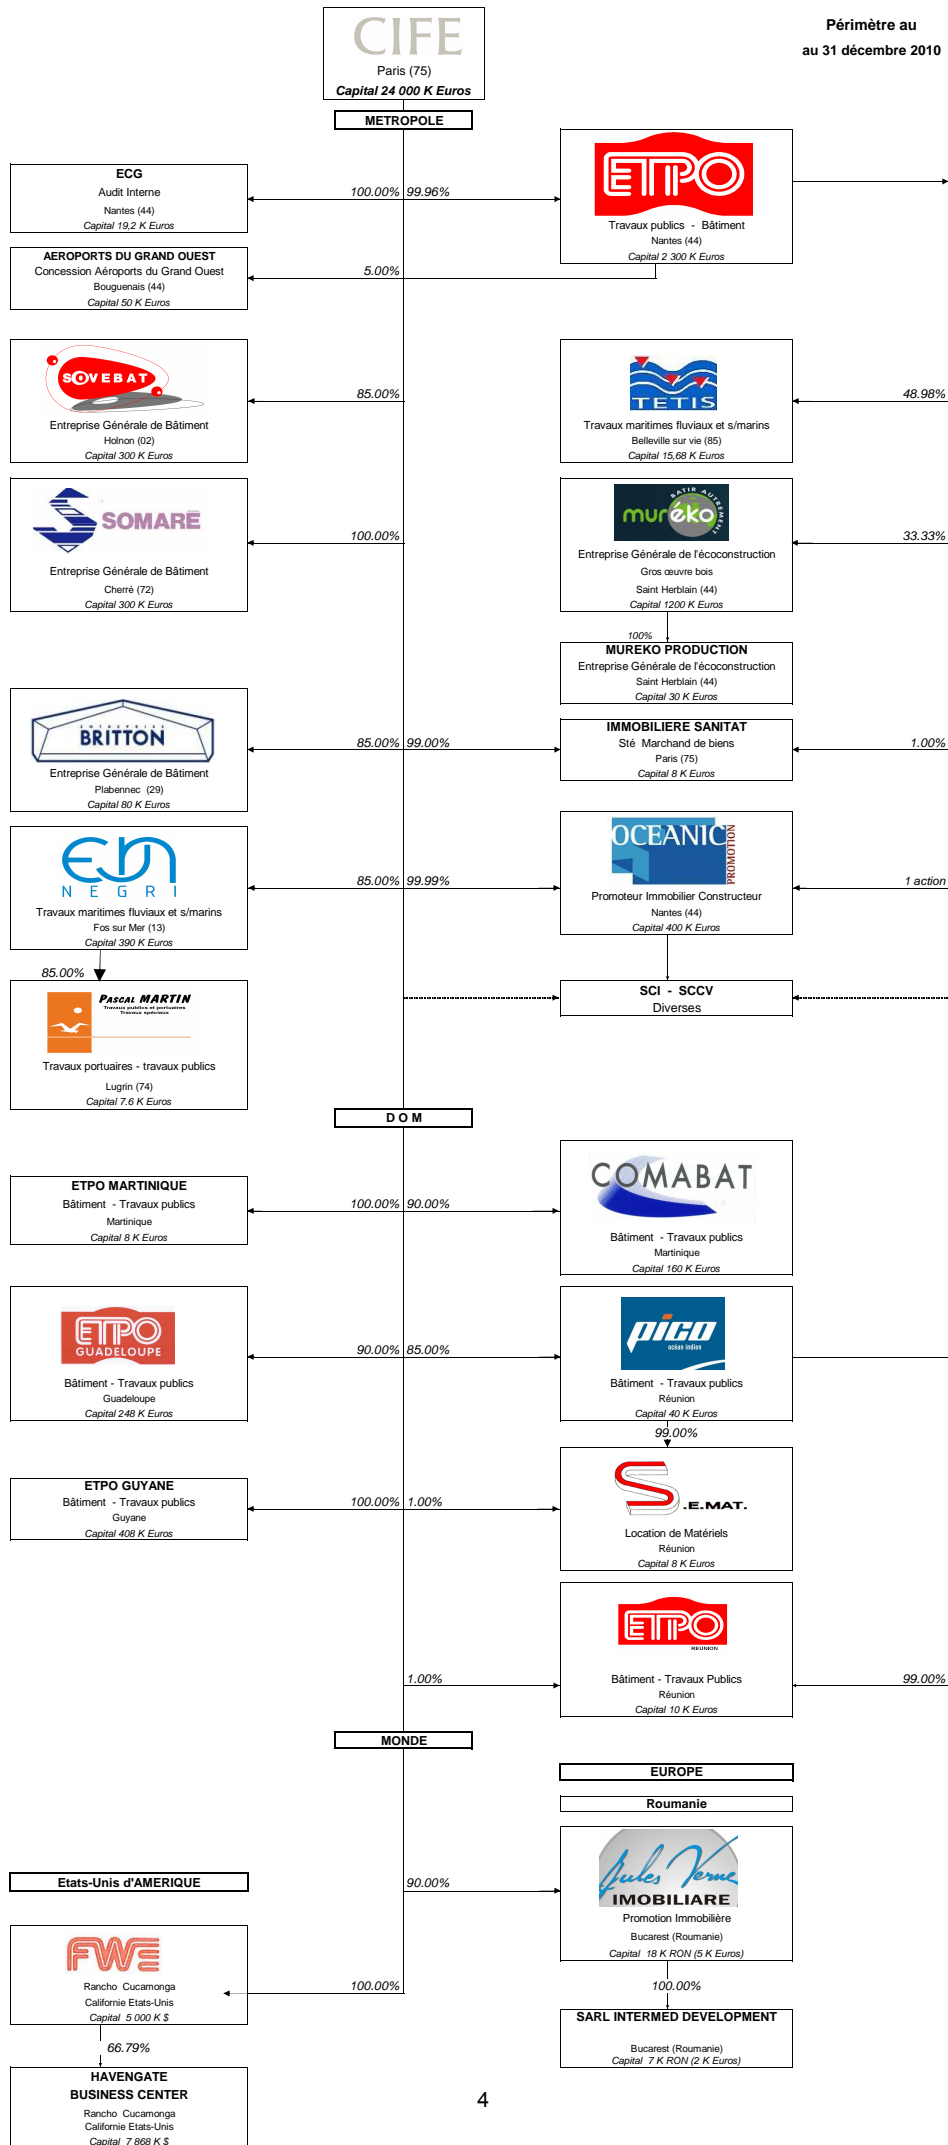 CIFE
Paris (75)
Capital 24 000 K Euros
Périmètre au
au 31 décembre 2010
METROPOLE
ECG
Audit Interne
Nantes (44)
Capital 19,2 K Euros
100.00% 99.96%
ETPO
Travaux publics - Bâtiment
Nantes (44)
Capital 2 300 K Euros
AEROPORTS DU GRAND OUEST
Concession Aéroports du Grand Ouest
Bouguenais (44)
Capital 50 K Euros
5.00%
SOVEBAT
Entreprise Générale de Bâtiment
Holnon (02)
Capital 300 K Euros
85.00%
TETIS
Travaux maritimes fluviaux et s/marins
Belleville sur vie (85)
Capital 15,68 K Euros
48.98%
SOMARE
Entreprise Générale de Bâtiment
Cherré (72)
Capital 300 K Euros
100.00%
BATIR AUTREMENT
muréko
Entreprise Générale de l'écoconstruction
Gros œuvre bois
Saint Herblain (44)
Capital 1200 K Euros
33.33%
100%
MUREKO PRODUCTION
Entreprise Générale de l'écoconstruction
Saint Herblain (44)
Capital 30 K Euros
ENTREPRISE
BRITTON
Entreprise Générale de Bâtiment
Plabennec (29)
Capital 80 K Euros
85.00% 99.00%
IMMOBILIERE SANITAT
Sté Marchand de biens
Paris (75)
Capital 8 K Euros
1.00%
EMN
NEGRI
Travaux maritimes fluviaux et s/marins
Fos sur Mer (13)
Capital 390 K Euros
85.00% 99.99%
OCEANIC
PROMOTION
Promoteur Immobilier Constructeur
Nantes (44)
Capital 400 K Euros
1 action
85.00%
PASCAL MARTIN
Travaux publics et portuaires
Travaux spéciaux
Travaux portuaires - travaux publics
Lugrin (74)
Capital 7.6 K Euros
SCI - SCCV
Diverses
D O M
ETPO MARTINIQUE
Bâtiment - Travaux publics
Martinique
Capital 8 K Euros
100.00% 90.00%
COMABAT
Bâtiment - Travaux publics
Martinique
Capital 160 K Euros
ETPO
GUADELOUPE
Bâtiment - Travaux publics
Guadeloupe
Capital 248 K Euros
90.00% 85.00%
pico
océan indien
Bâtiment - Travaux publics
Réunion
Capital 40 K Euros
99.00%
ETPO GUYANE
Bâtiment - Travaux publics
Guyane
Capital 408 K Euros
100.00% 1.00%
S.E.MAT.
Location de Matériels
Réunion
Capital 8 K Euros
ETPO
REUNION
Bâtiment - Travaux Publics
Réunion
Capital 10 K Euros
1.00%
99.00%
MONDE
EUROPE
Roumanie
Jules Verne
IMOBILIARE
Promotion Immobilière
Bucarest (Roumanie)
Capital 18 K RON (5 K Euros)
90.00%
Etats-Unis d'AMERIQUE
FWE
Rancho Cucamonga
Californie Etats-Unis
Capital 5 000 K $
100.00%
100.00%
SARL INTERMED DEVELOPMENT
Bucarest (Roumanie)
Capital 7 K RON (2 K Euros)
66.79%
HAVENGATE
BUSINESS CENTER
Rancho Cucamonga
Californie Etats-Unis
Capital 7 868 K $
4